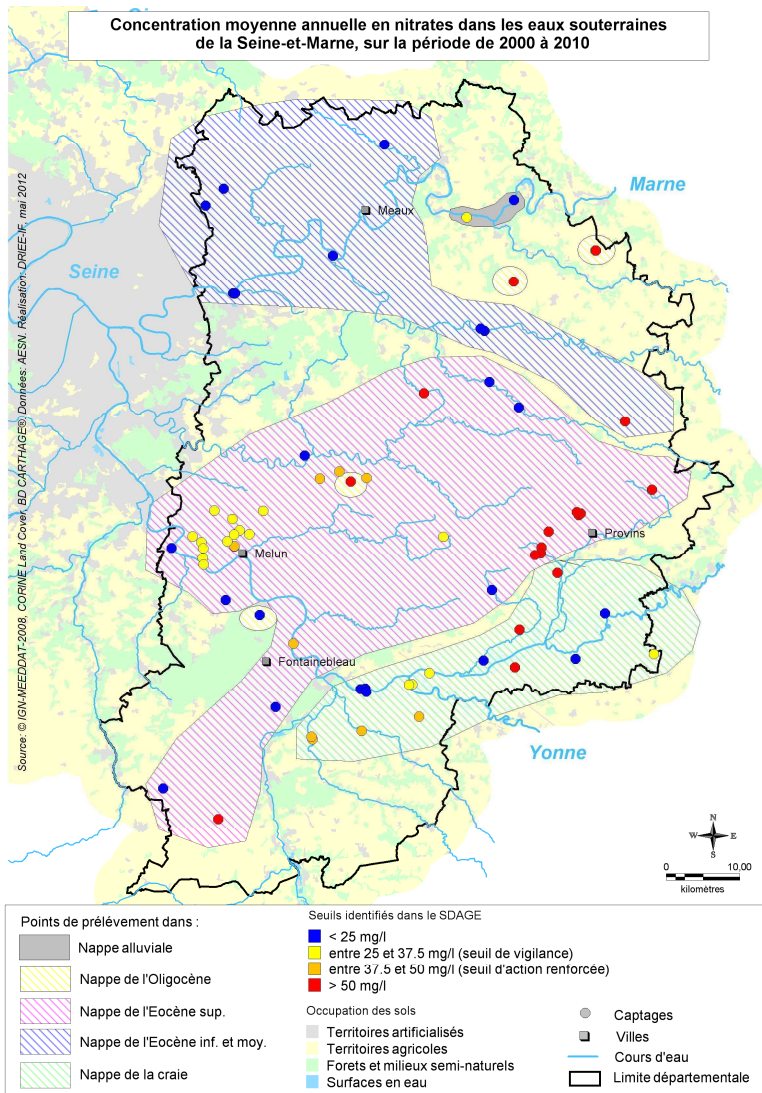 Concentration moyenne annuelle en nitrates dans les eaux souterraines
de la Seine-et-Marne, sur la période de 2000 à 2010
Marne
Meaux
Seine
Source: © IGN-MEEDDAT-2008, CORINE Land Cover, BD CARTHAGE® Données: AESN. Réalisation: DRIEE-IF, mai 2012
Provins
Melun
Fontainebleau
Yonne
N
W E
S
0 10,00
kilomètres
Points de prélévement dans :
Nappe alluviale
Nappe de l'Oligocène
Nappe de l'Eocène sup.
Nappe de l'Eocène inf. et moy.
Nappe de la craie
Seuils identifiés dans le SDAGE
< 25 mg/l
entre 25 et 37.5 mg/l (seuil de vigilance)
entre 37.5 et 50 mg/l (seuil d'action renforcée)
> 50 mg/l
Occupation des sols
Territoires artificialisés
Territoires agricoles
Forets et milieux semi-naturels
Surfaces en eau
Captages
Villes
Cours d'eau
Limite départementale